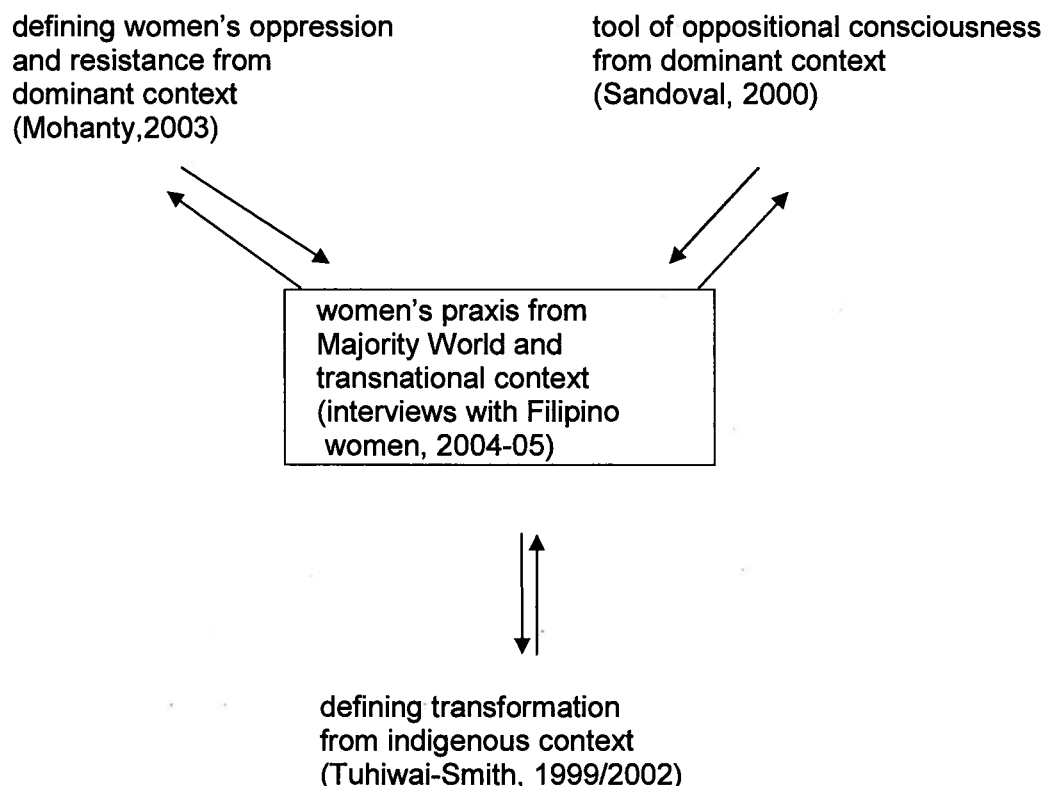 defining women's oppression
and resistance from
dominant context
(Mohanty,2003)
tool of oppositional consciousness
from dominant context
(Sandoval, 2000)
women's praxis from
Majority World and
transnational context
(interviews with Filipino
women, 2004-05)
defining transformation
from indigenous context
(Tuhiwai-Smith, 1999/2002)